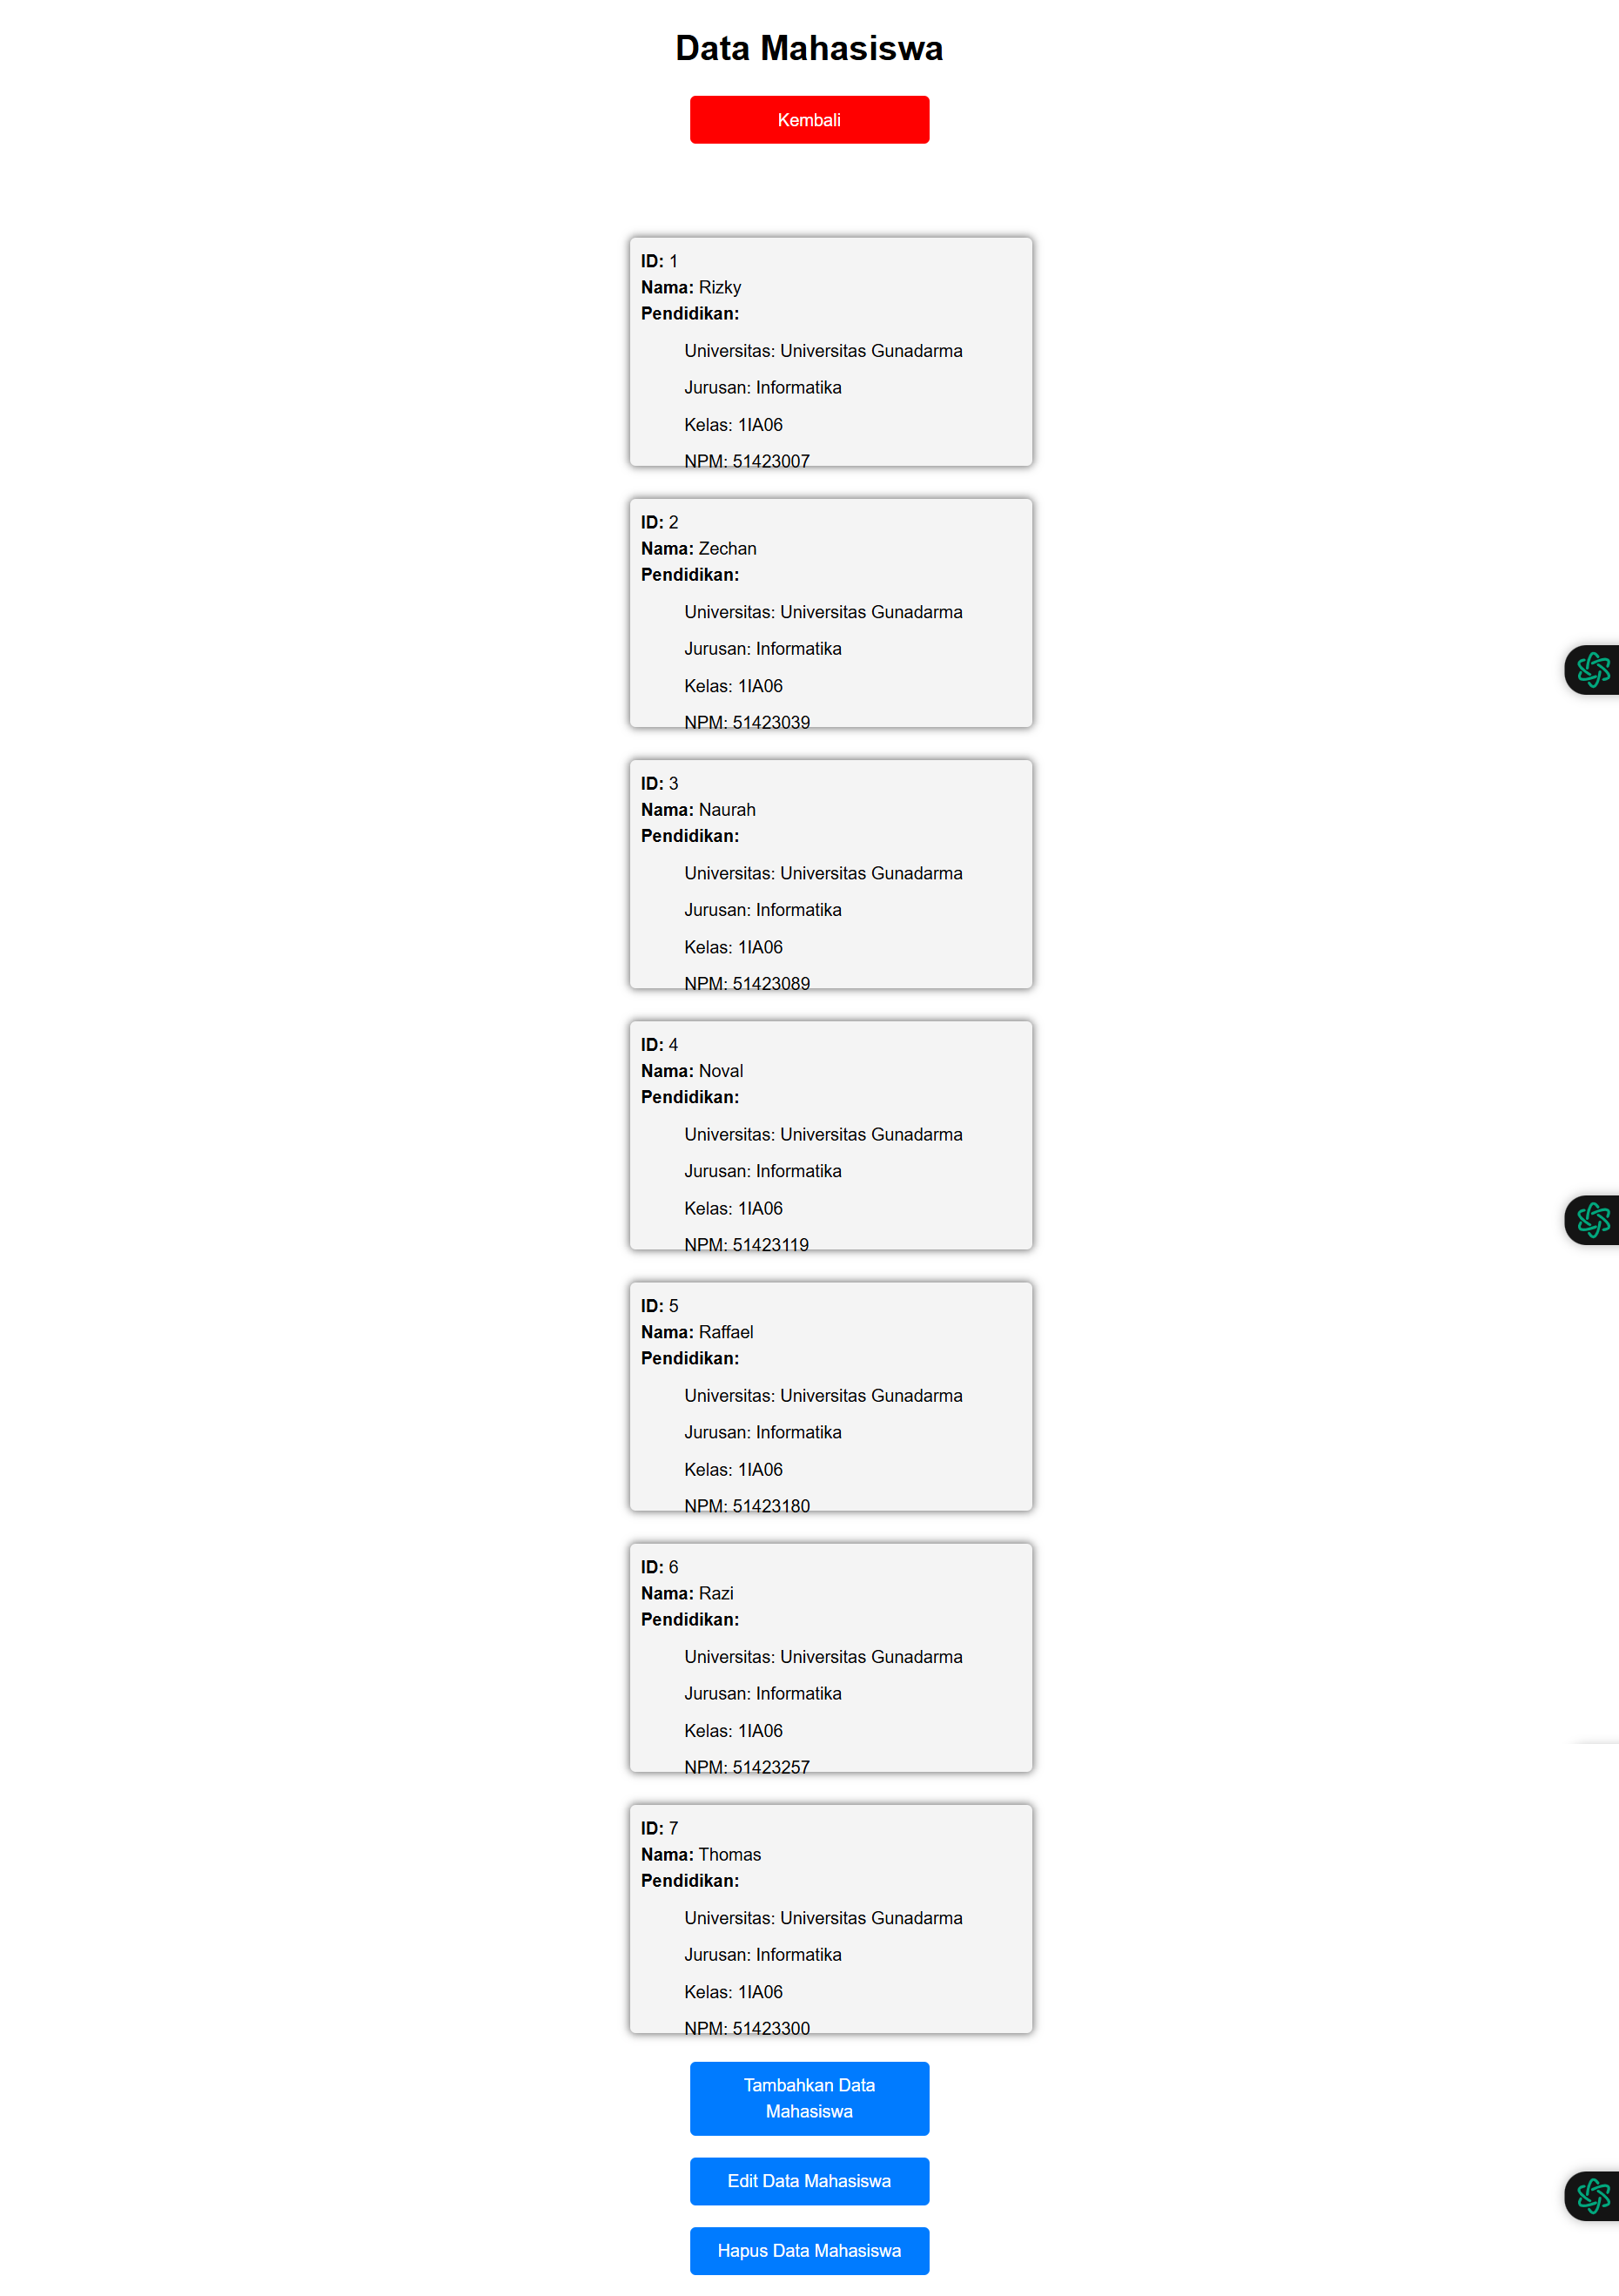 Data Mahasiswa
Kembali
ID: 1
Nama: Rizky
Pendidikan:
Universitas: Universitas Gunadarma
Jurusan: Informatika
Kelas: 1IA06
NPM: 51423007
ID: 2
Nama: Zechan
Pendidikan:
Universitas: Universitas Gunadarma
Jurusan: Informatika
Kelas: 1IA06
NPM: 51423039
ID: 3
Nama: Naurah
Pendidikan:
Universitas: Universitas Gunadarma
Jurusan: Informatika
Kelas: 1IA06
NPM: 51423089
ID: 4
Nama: Noval
Pendidikan:
Universitas: Universitas Gunadarma
Jurusan: Informatika
Kelas: 1IA06
NPM: 51423119
ID: 5
Nama: Raffael
Pendidikan:
Universitas: Universitas Gunadarma
Jurusan: Informatika
Kelas: 1IA06
NPM: 51423180
ID: 6
Nama: Razi
Pendidikan:
Universitas: Universitas Gunadarma
Jurusan: Informatika
Kelas: 1IA06
NPM: 51423257
ID: 7
Nama: Thomas
Pendidikan:
Universitas: Universitas Gunadarma
Jurusan: Informatika
Kelas: 1IA06
NPM: 51423300
Tambahkan Data
Mahasiswa
Edit Data Mahasiswa
Hapus Data Mahasiswa